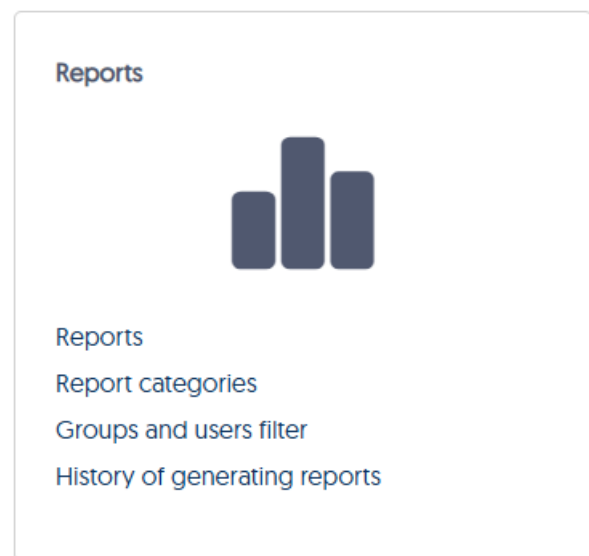 Reports
Reports
Report categories
Groups and users filter
History of generating reports